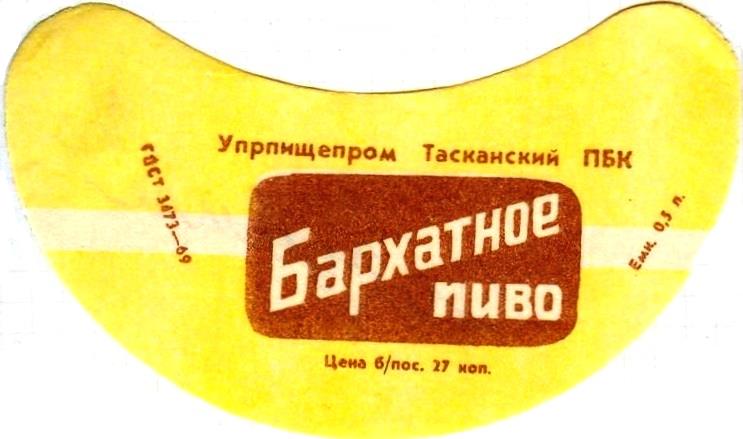 Упрпищепром Тасканский ПБК
ГОСТ 3473—69
Бархатное
пиво
Емк. 0,5 л.
Цена б/пос. 27 коп.